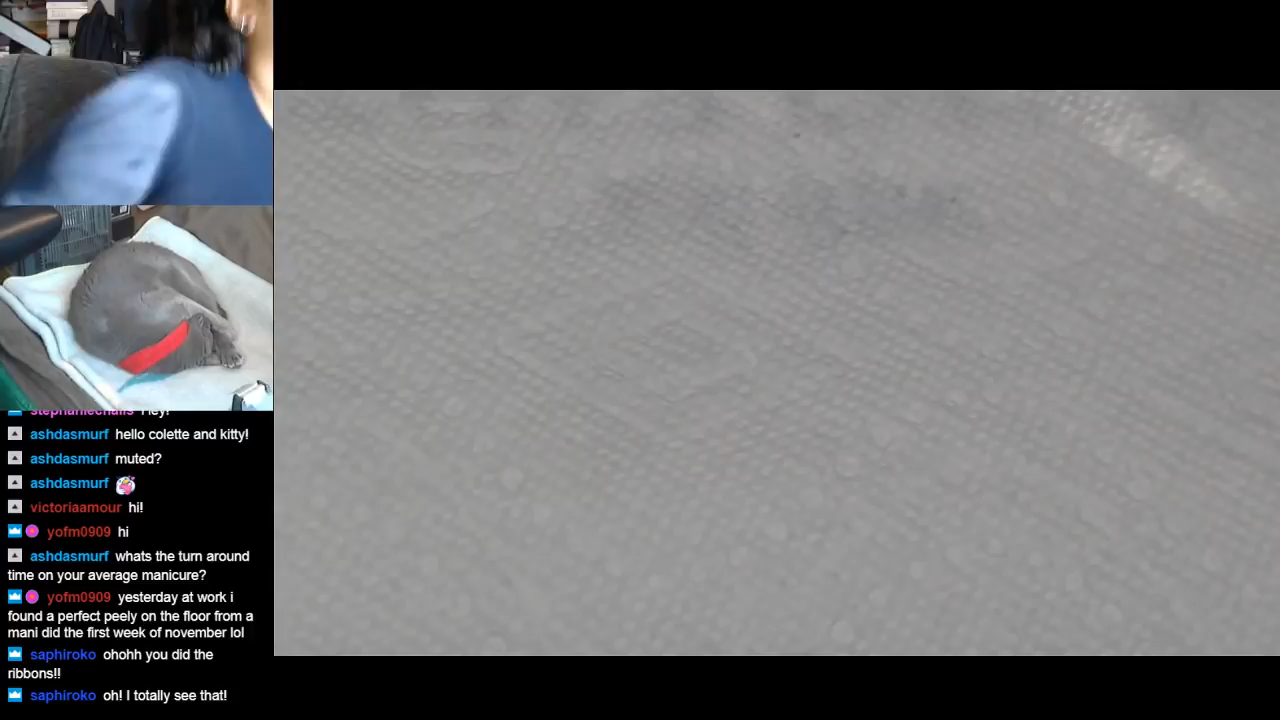 stephaniechalls Hey!
ashdasmurf hello colette and kitty!
ashdasmurf muted?
ashdasmurf
victoriaamour hi!
yofm0909 hi
ashdasmurf whats the turn around
time on your average manicure?
yofm0909 yesterday at work i
found a perfect peely on the floor from a
mani did the first week of november lol
saphiroko ohohh you did the
ribbons!!
saphiroko oh! I totally see that!